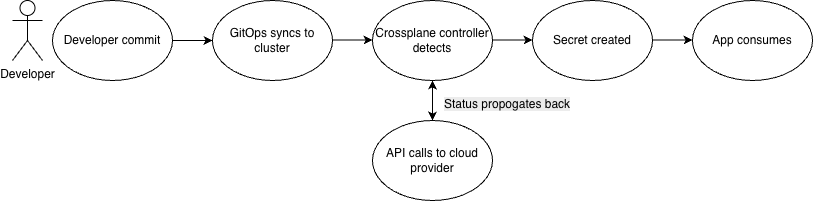 Developer
Developer commit
GitOps syncs to
cluster
Crossplane controller
detects
Secret created
App consumes
Status propogates back
API calls to cloud
provider